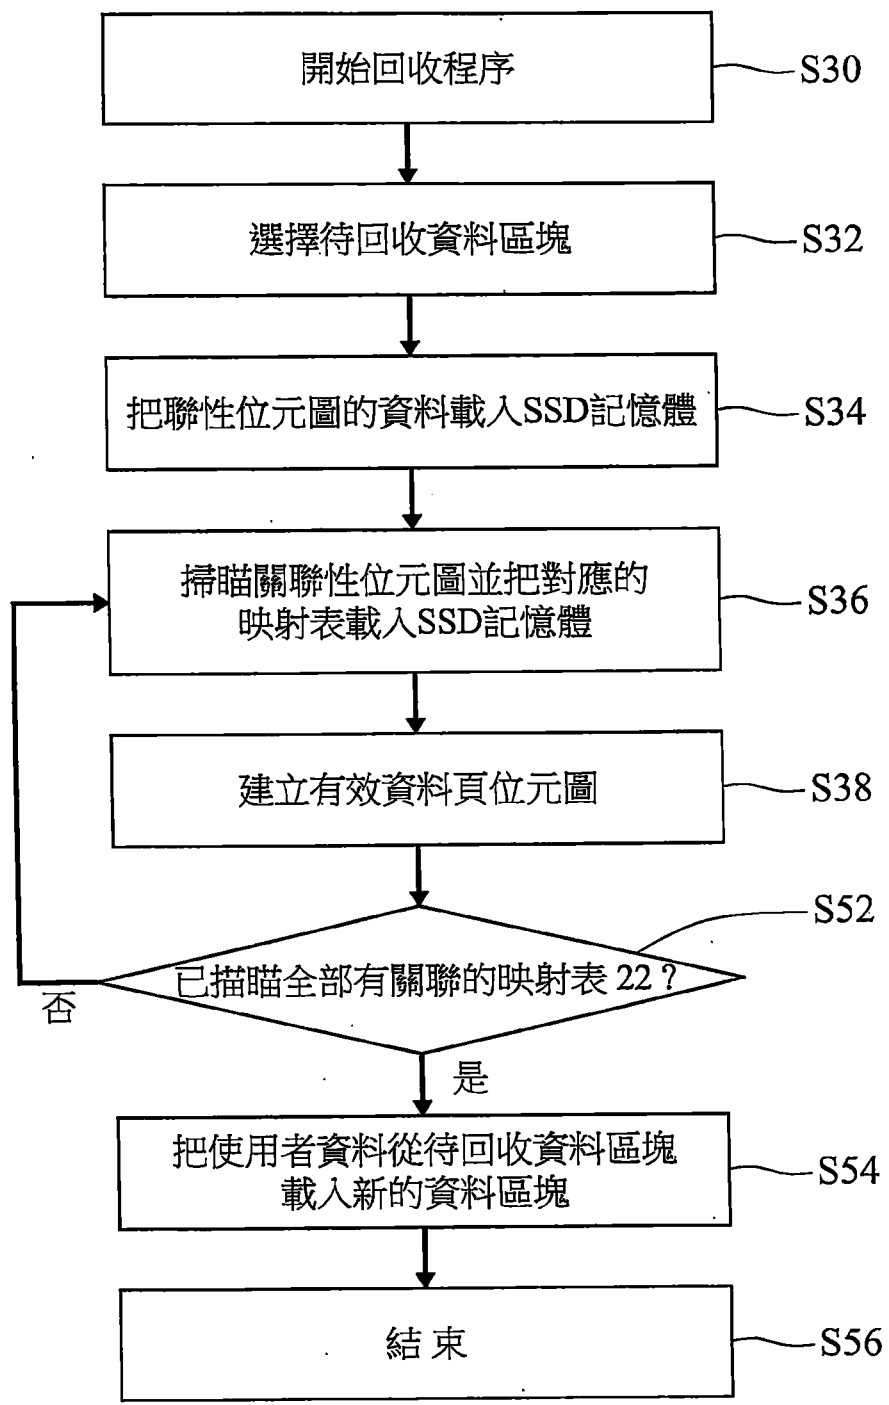 開始回收程序
S30
選擇待回收資料區塊
S32
把聯性位元圖的資料載入SSD記憶體
S34
掃瞄關聯性位元圖並把對應的
映射表載入SSD記憶體
S36
建立有效資料頁位元圖
S38
已描瞄全部有關聯的映射表 22？
S52
否
是
把使用者資料從待回收資料區塊
載入新的資料區塊
S54
結 束
S56